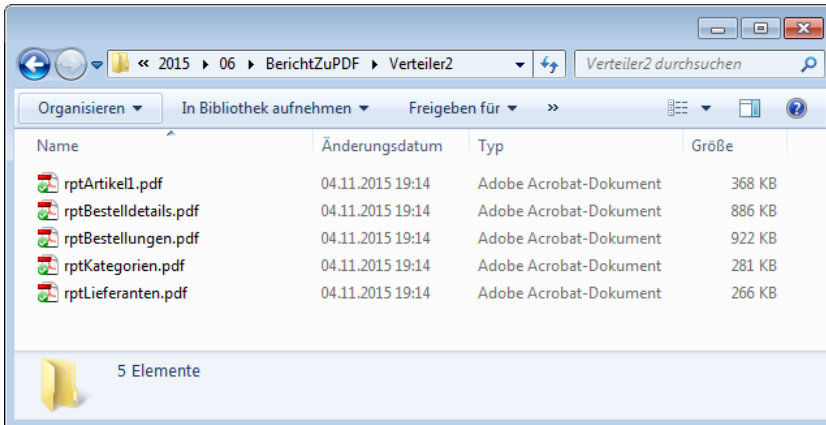 « 2015 06 BerichtZuPDF Verteiler2 Verteiler2 durchsuchen
Organisieren In Bibliothek aufnehmen Freigeben für »
Name Änderungsdatum Typ Größe
rptArtikel1.pdf 04.11.2015 19:14 Adobe Acrobat-Dokument 368 KB
rptBestelldetails.pdf 04.11.2015 19:14 Adobe Acrobat-Dokument 886 KB
rptBestellungen.pdf 04.11.2015 19:14 Adobe Acrobat-Dokument 922 KB
rptKategorien.pdf 04.11.2015 19:14 Adobe Acrobat-Dokument 281 KB
rptLieferanten.pdf 04.11.2015 19:14 Adobe Acrobat-Dokument 266 KB
5 Elemente